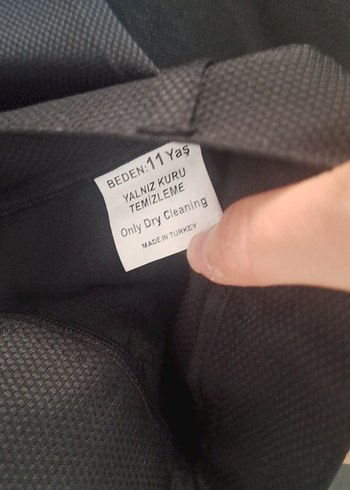 BEDEN: 11 Yaş
YALNIZ KURU
TEMİZLEME
Only Dry Cleaning
MADE IN TURKEY